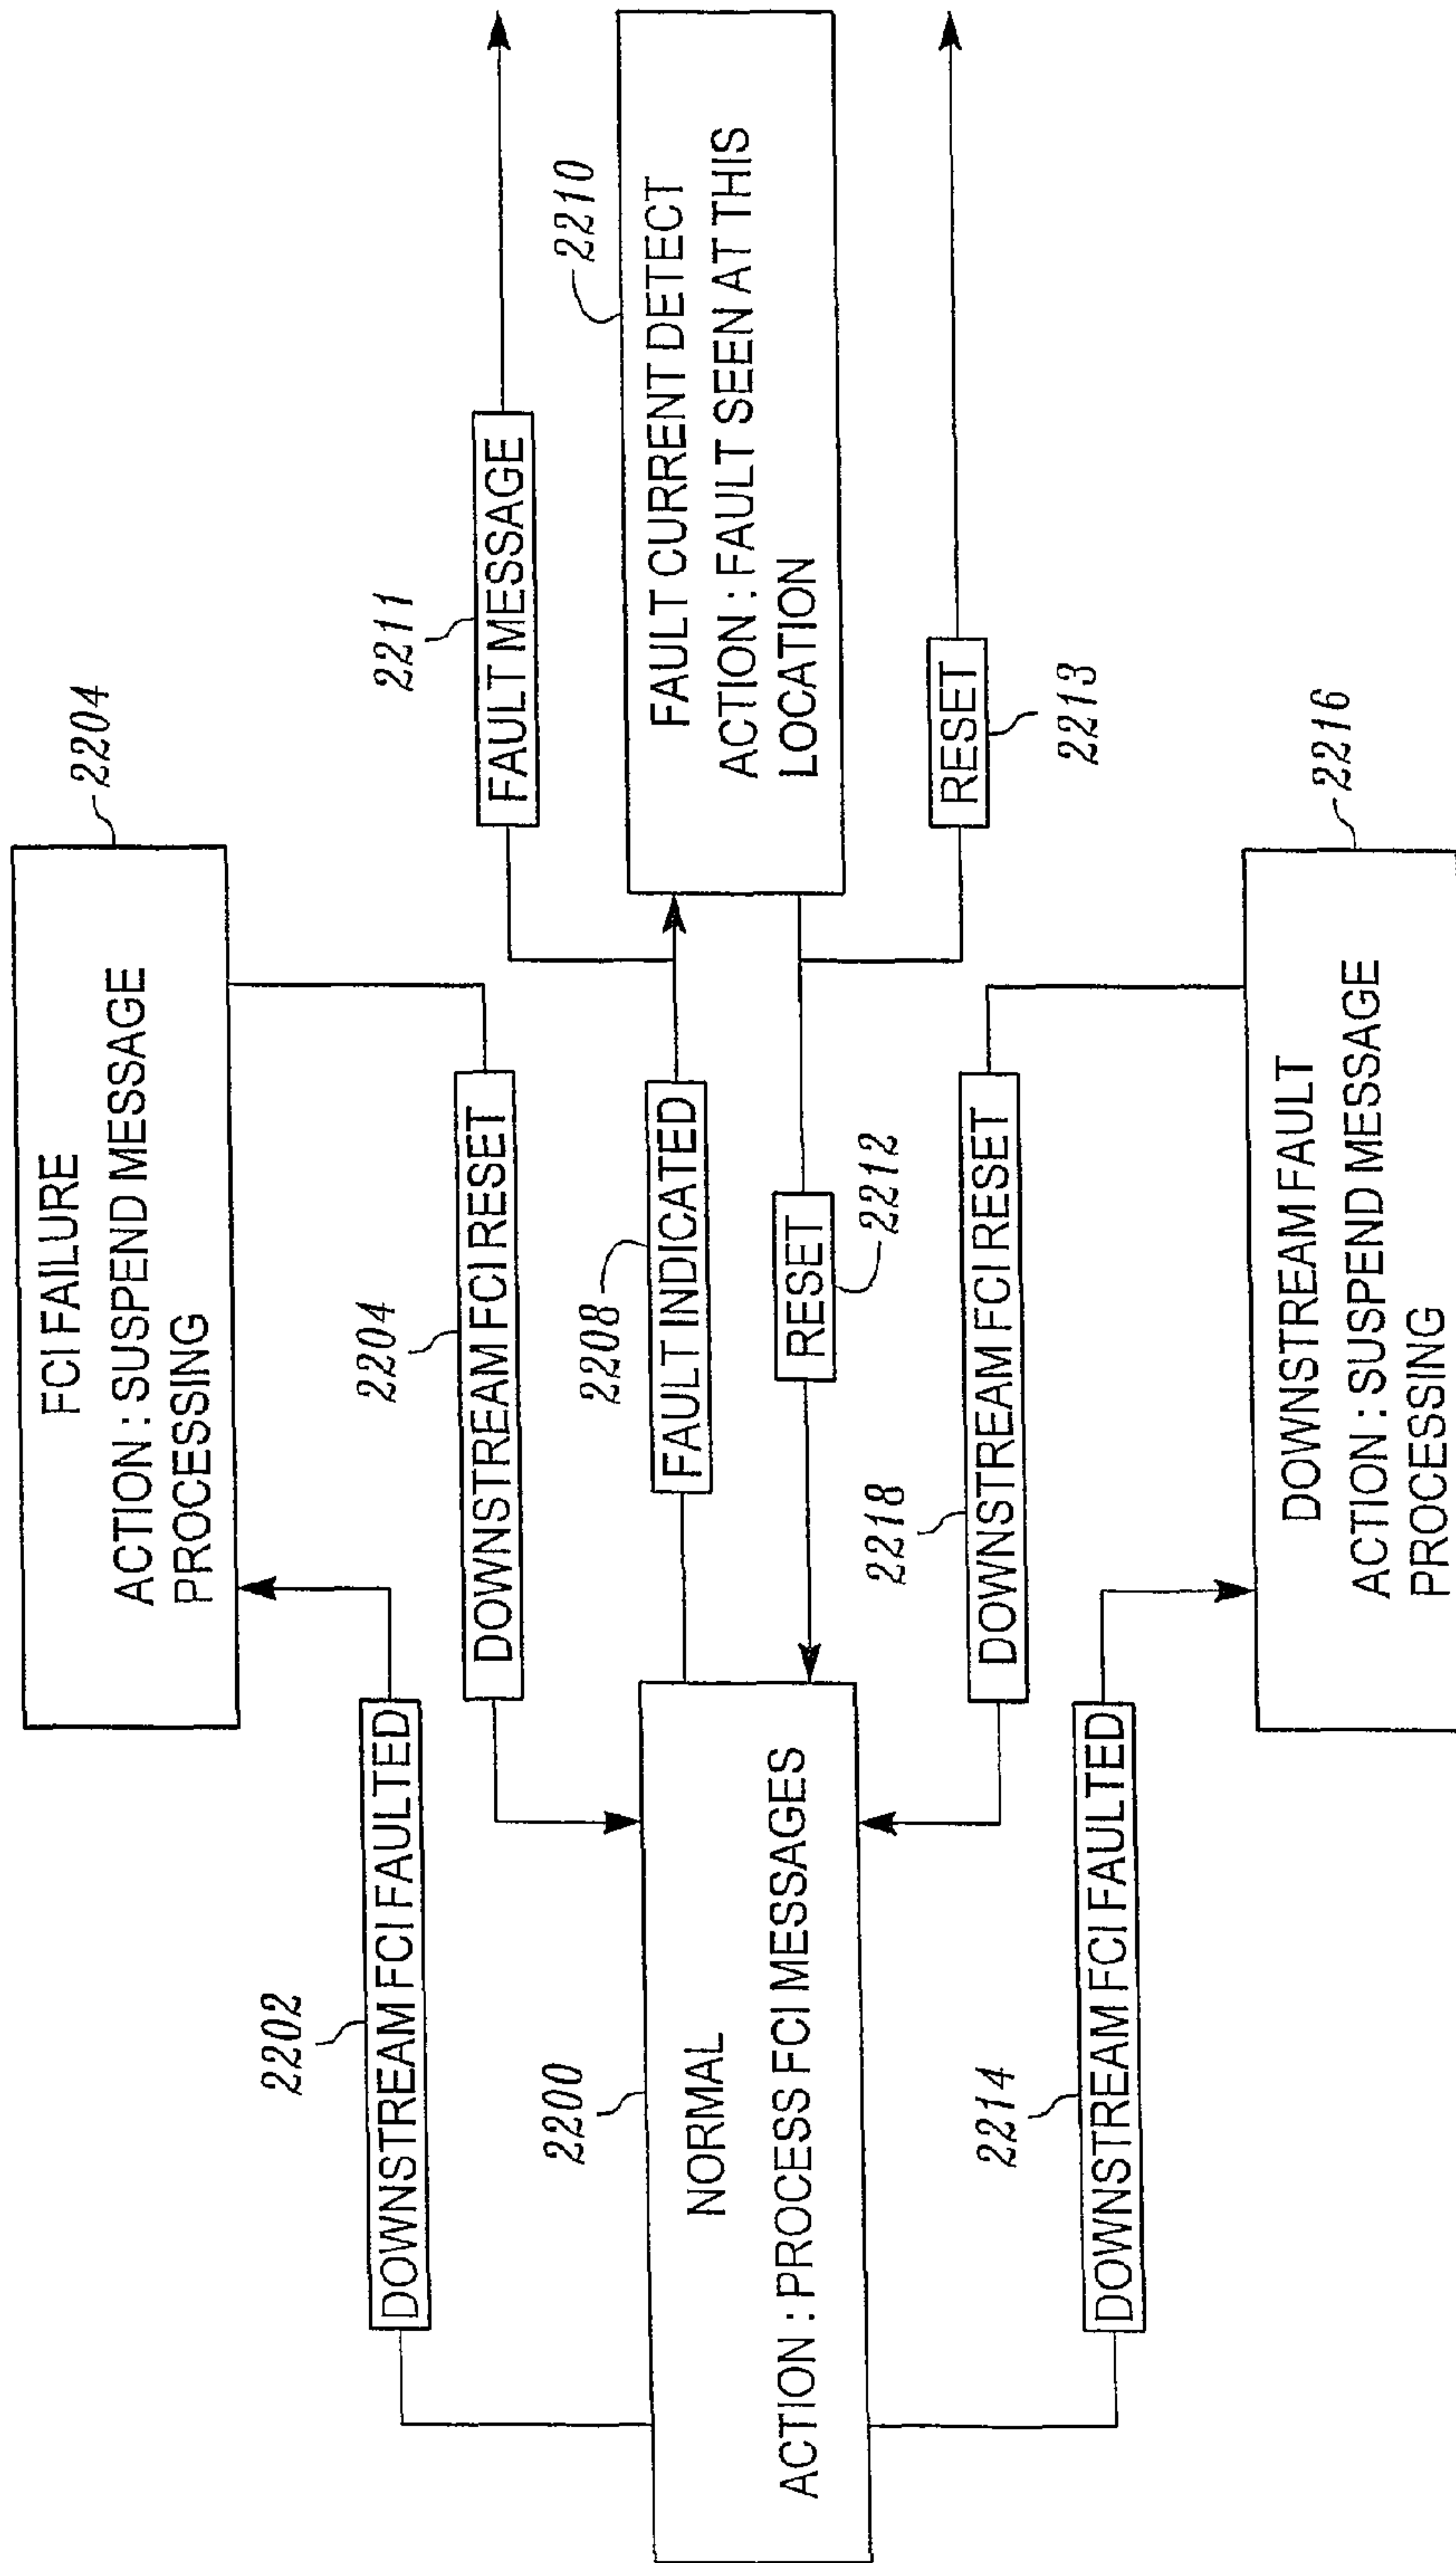 2204
FCI FAILURE
ACTION : SUSPEND MESSAGE
PROCESSING
2202
DOWNSTREAM FCI FAULTED
2204
DOWNSTREAM FCI RESET
2211
FAULT MESSAGE
2200
NORMAL
ACTION : PROCESS FCI MESSAGES
2208
FAULT INDICATED
RESET
2212
2210
FAULT CURRENT DETECT
ACTION : FAULT SEEN AT THIS
LOCATION
RESET
2213
2218
DOWNSTREAM FCI RESET
2214
DOWNSTREAM FCI FAULTED
2216
DOWNSTREAM FAULT
ACTION : SUSPEND MESSAGE
PROCESSING